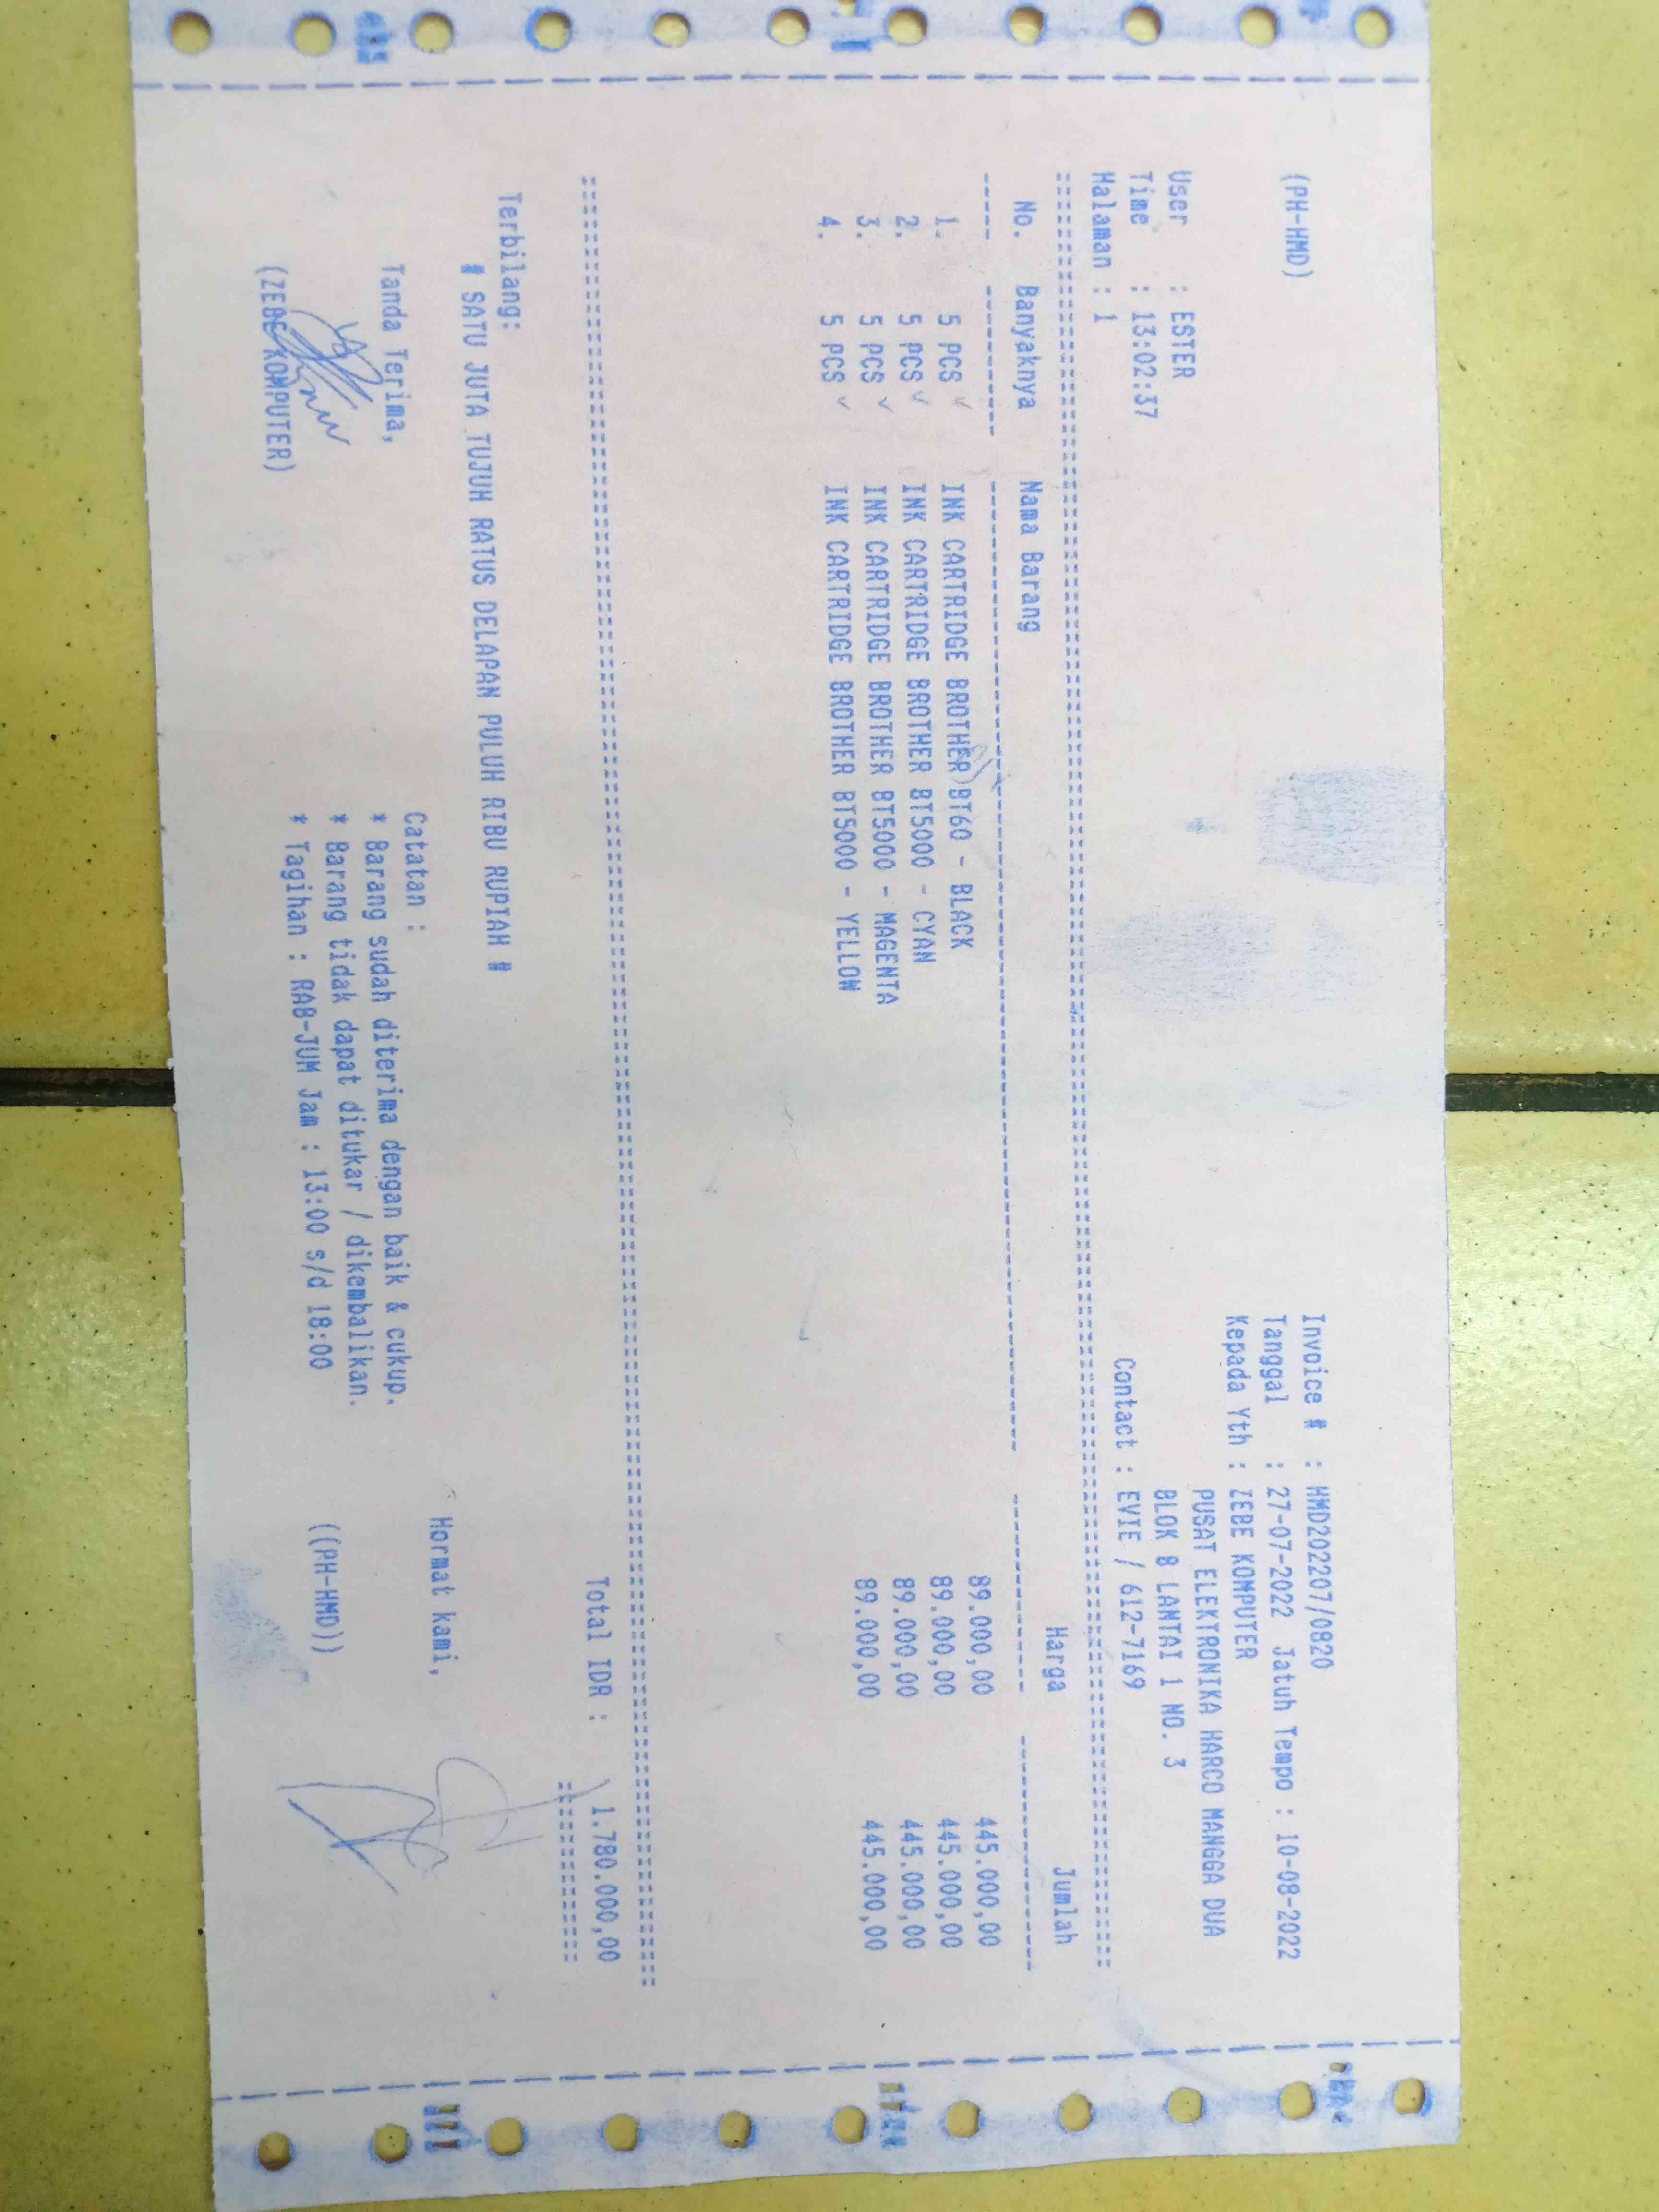 (PH-HMD)
Invoice # : HMD202207/0820
Tanggal : 27-07-2022 Jatuh Tempo : 10-08-2022
Kepada Yth : ZEBE KOMPUTER
PUSAT ELEKTRONIKA HARCO MANGGA DUA
BLOK 8 LANTAI 1 NO. 3
Contact : EVIE / 612-7169
User : ESTER
Time : 13:02:37
Halaman : 1
No. Banyaknya Nama Barang Harga Jumlah
1. 5 PCS ✓ INK CARTRIDGE BROTHER BT60 - BLACK 89.000,00 445.000,00
2. 5 PCS ✓ INK CARTRIDGE BROTHER BT5000 - CYAN 89.000,00 445.000,00
3. 5 PCS ✓ INK CARTRIDGE BROTHER BT5000 - MAGENTA 89.000,00 445.000,00
4. 5 PCS ✓ INK CARTRIDGE BROTHER BT5000 - YELLOW 89.000,00 445.000,00
Total IDR : 1.780.000,00
Terbilang:
# SATU JUTA TUJUH RATUS DELAPAN PULUH RIBU RUPIAH #
Tanda Terima,
(ZEBE KOMPUTER)
Catatan :
* Barang sudah diterima dengan baik & cukup.
* Barang tidak dapat ditukar / dikembalikan.
* Tagihan : RAB-JUM Jam : 13:00 s/d 18:00
Hormat kami,
((PH-HMD))